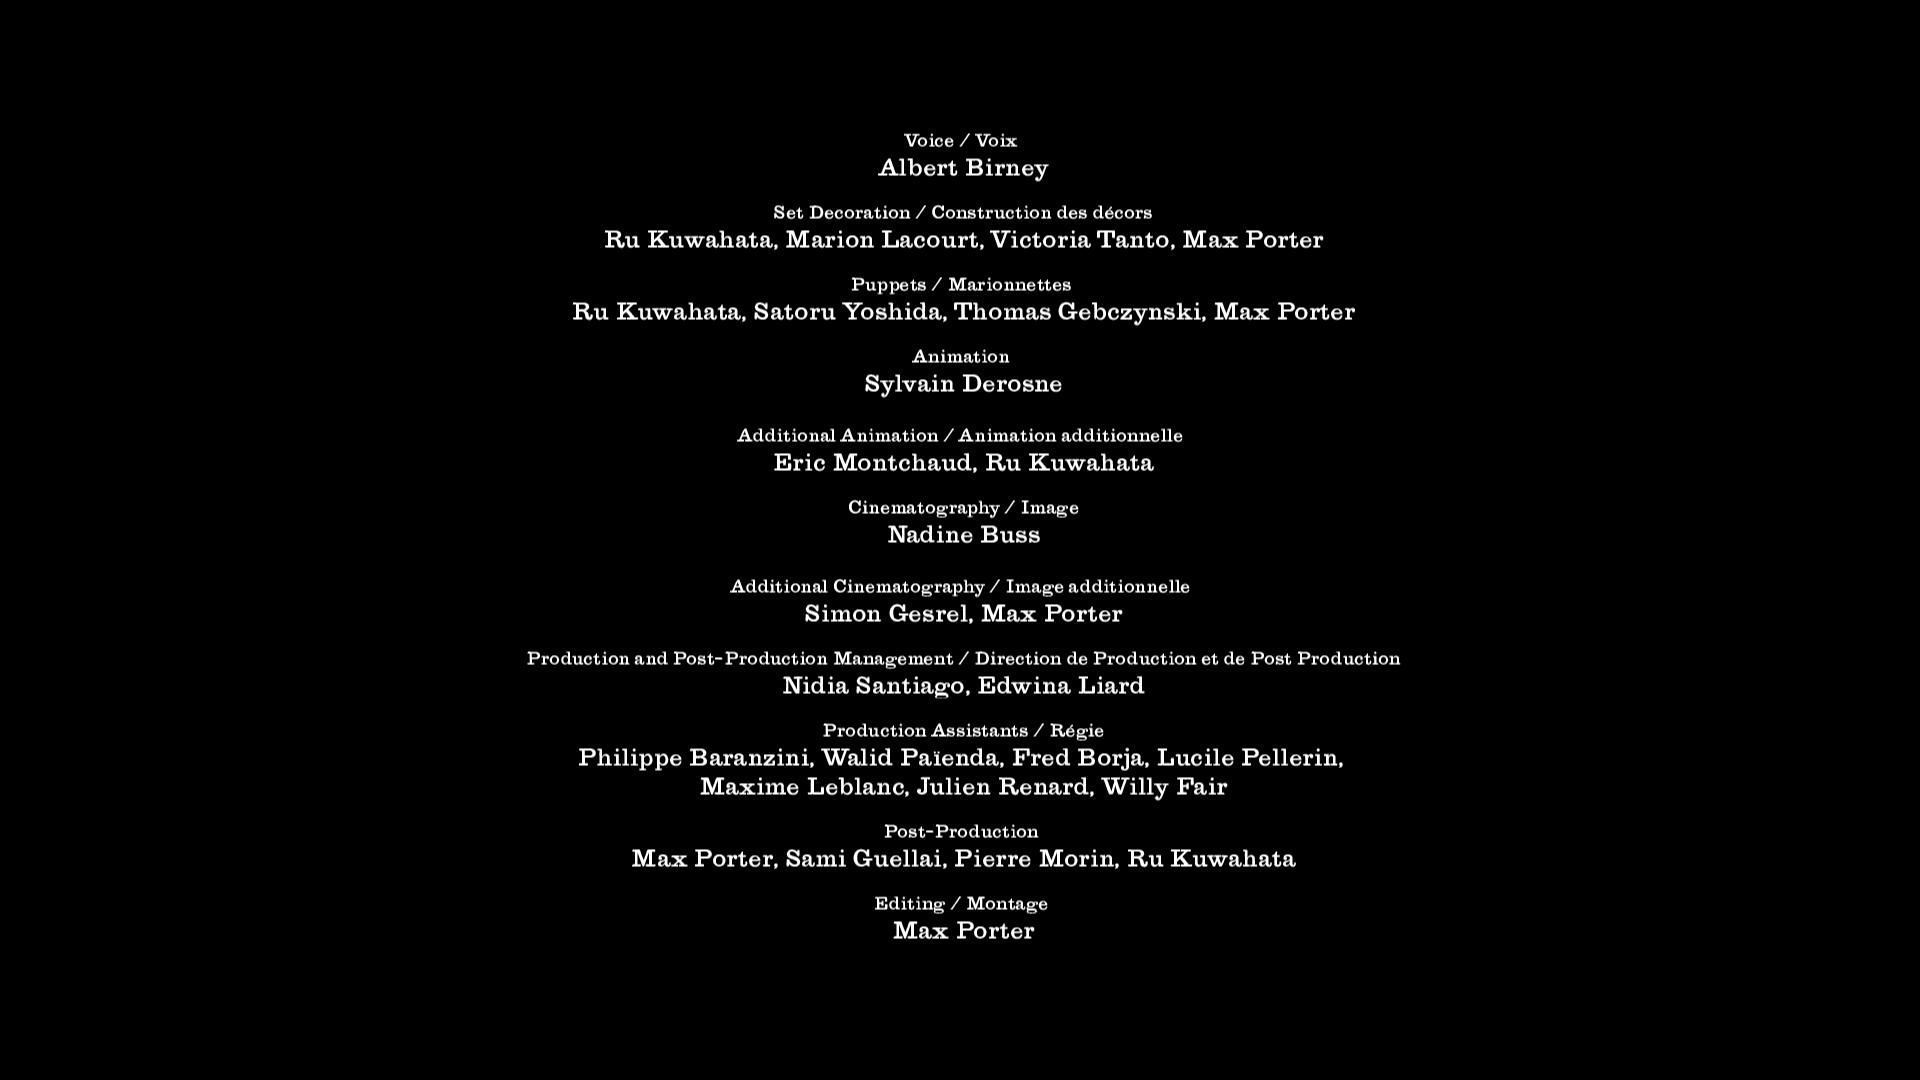 Voice / Voix
Albert Birney
Set Decoration / Construction des décors
Ru Kuwahata, Marion Lacourt, Victoria Tanto, Max Porter
Puppets / Marionnettes
Ru Kuwahata, Satoru Yoshida, Thomas Gebczynski, Max Porter
Animation
Sylvain Derosne
Additional Animation / Animation additionnelle
Eric Montchaud, Ru Kuwahata
Cinematography / Image
Nadine Buss
Additional Cinematography / Image additionnelle
Simon Gesrel, Max Porter
Production and Post-Production Management / Direction de Production et de Post Production
Nidia Santiago, Edwina Liard
Production Assistants / Régie
Philippe Baranzini, Walid Païenda, Fred Borja, Lucile Pellerin,
Maxime Leblanc, Julien Renard, Willy Fair
Post-Production
Max Porter, Sami Guellai, Pierre Morin, Ru Kuwahata
Editing / Montage
Max Porter